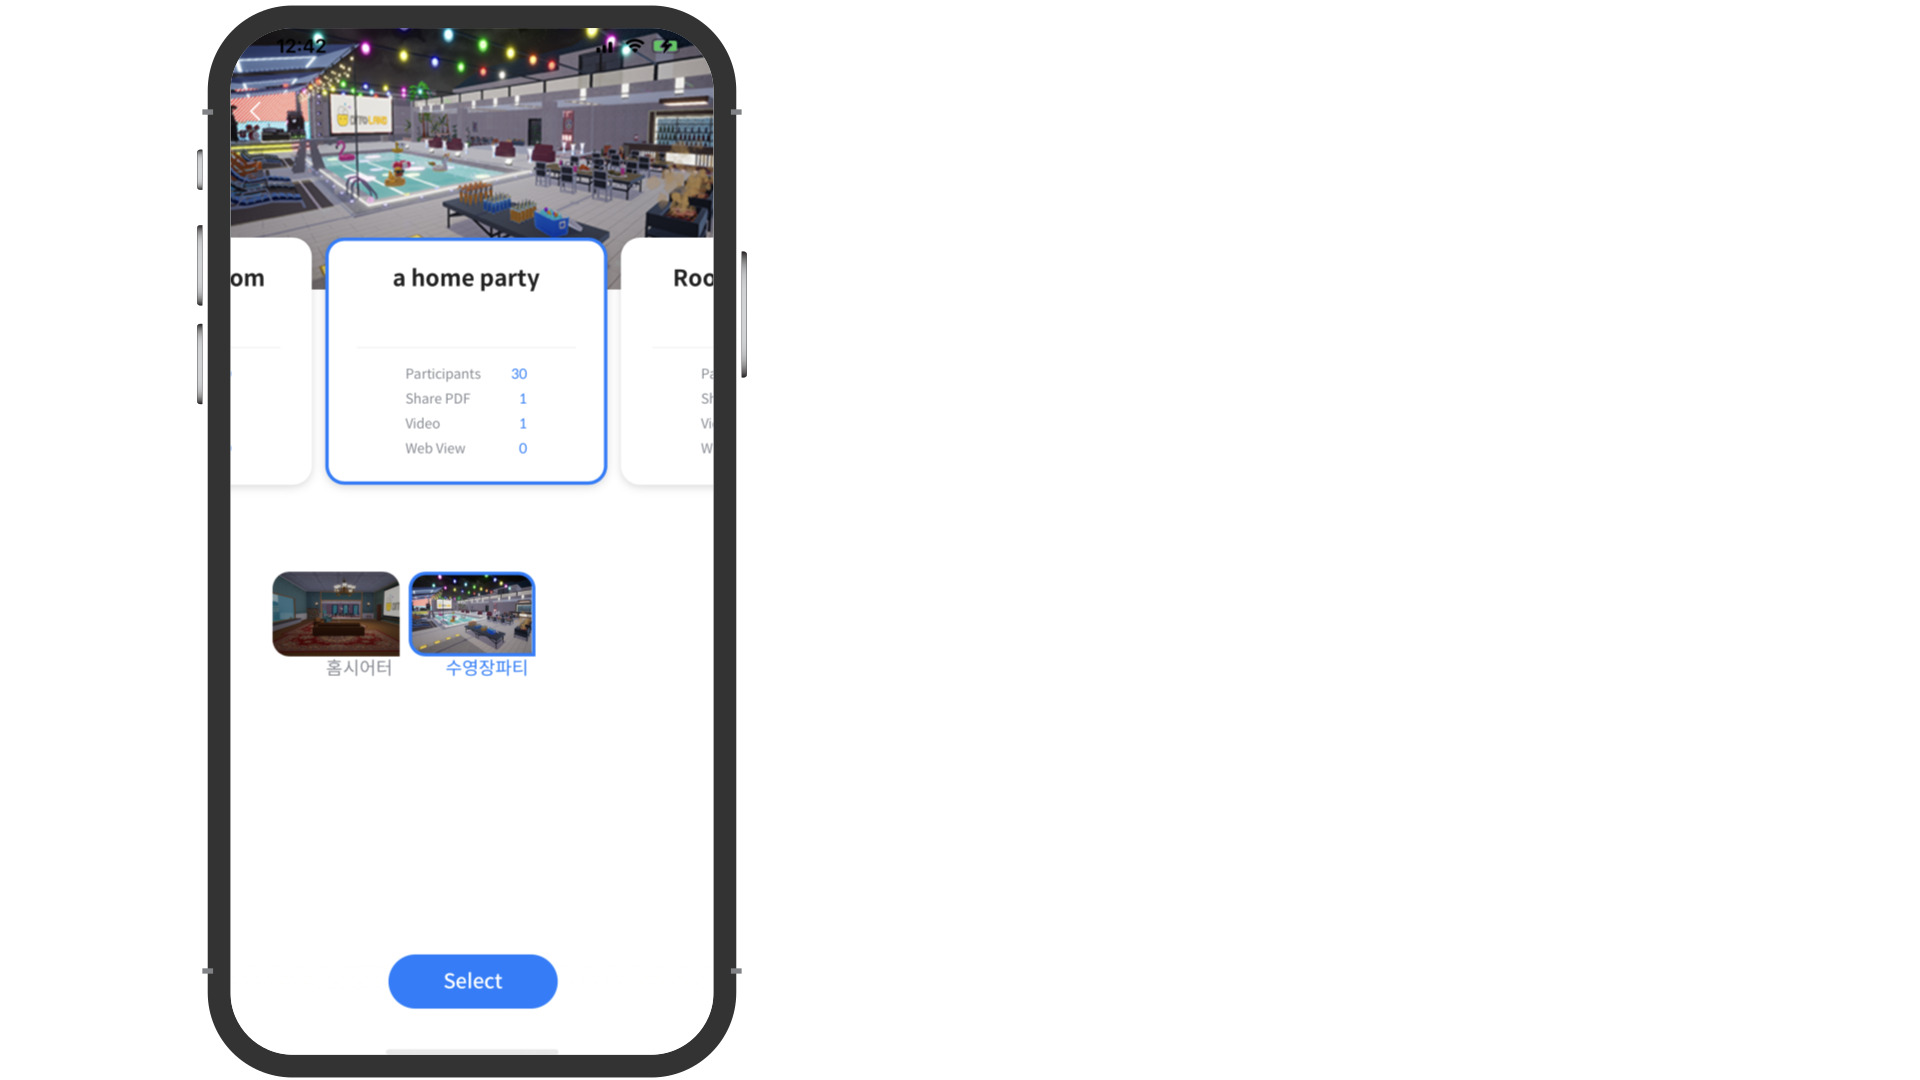 12:42
om
a home party
Roo
Participants 30
Share PDF 1
Video 1
Web View 0
Pa
Sh
Vi
W
홈시어터
수영장파티
Select